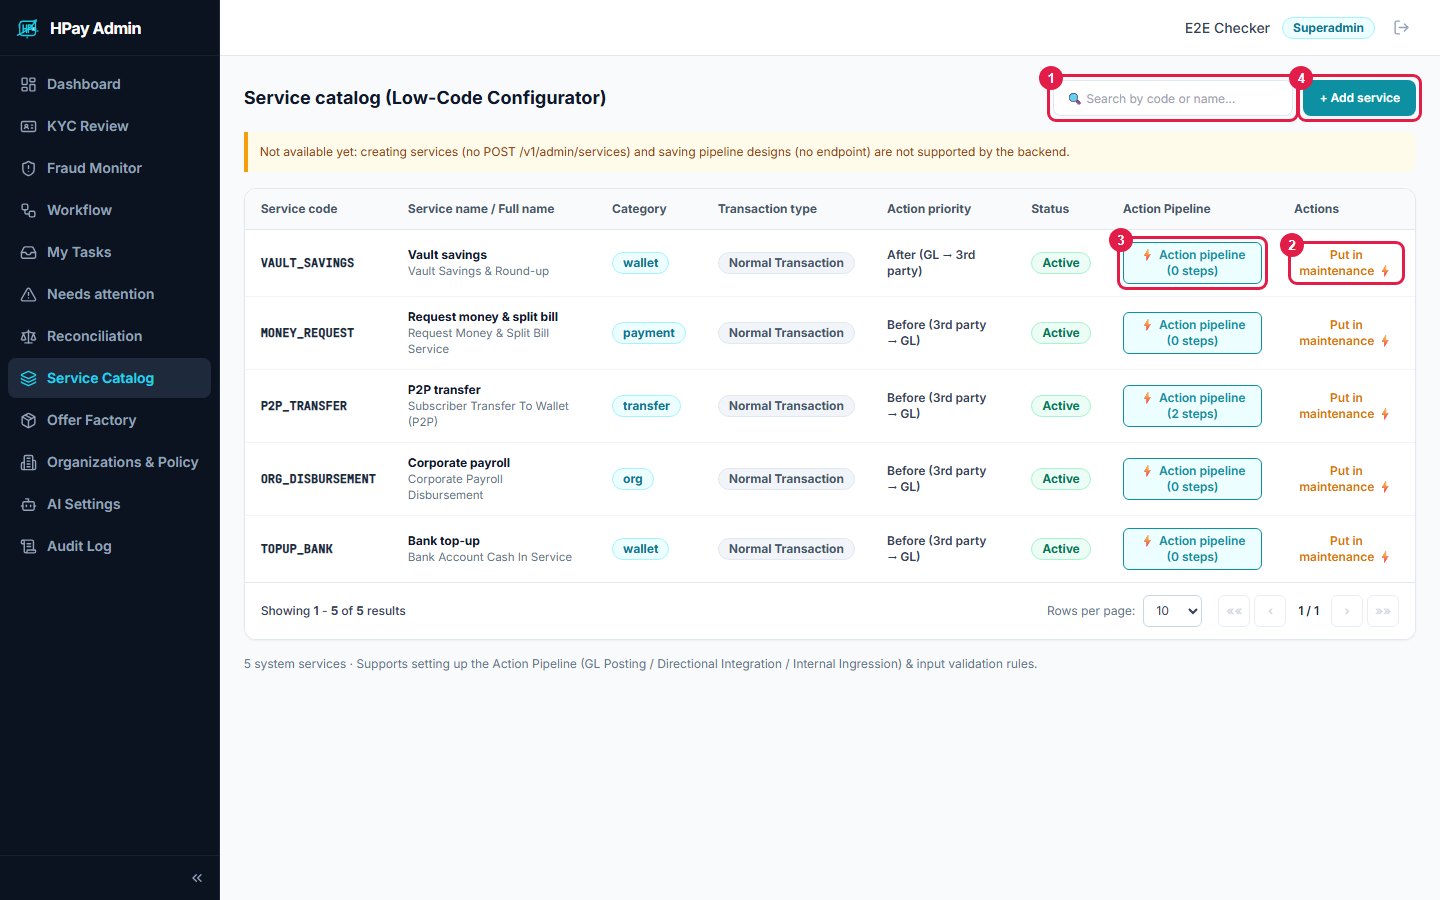 HPay Admin
E2E Checker
Superadmin
Dashboard
KYC Review
Fraud Monitor
Workflow
My Tasks
Needs attention
Reconciliation
Service Catalog
Offer Factory
Organizations & Policy
AI Settings
Audit Log
«
Service catalog (Low-Code Configurator)
1
Search by code or name...
4
+ Add service
Not available yet: creating services (no POST /v1/admin/services) and saving pipeline designs (no endpoint) are not supported by the backend.
Service code
Service name / Full name
Category
Transaction type
Action priority
Status
Action Pipeline
Actions
VAULT_SAVINGS
Vault savings
Vault Savings & Round-up
wallet
Normal Transaction
After (GL → 3rd
party)
Active
3
Action pipeline
(0 steps)
2
Put in
maintenance
MONEY_REQUEST
Request money & split bill
Request Money & Split Bill
Service
payment
Normal Transaction
Before (3rd party
→ GL)
Active
Action pipeline
(0 steps)
Put in
maintenance
P2P_TRANSFER
P2P transfer
Subscriber Transfer To Wallet
(P2P)
transfer
Normal Transaction
Before (3rd party
→ GL)
Active
Action pipeline
(2 steps)
Put in
maintenance
ORG_DISBURSEMENT
Corporate payroll
Corporate Payroll
Disbursement
org
Normal Transaction
Before (3rd party
→ GL)
Active
Action pipeline
(0 steps)
Put in
maintenance
TOPUP_BANK
Bank top-up
Bank Account Cash In Service
wallet
Normal Transaction
Before (3rd party
→ GL)
Active
Action pipeline
(0 steps)
Put in
maintenance
Showing 1 - 5 of 5 results
Rows per page:
10
««
‹
1 / 1
›
»»
5 system services · Supports setting up the Action Pipeline (GL Posting / Directional Integration / Internal Ingression) & input validation rules.